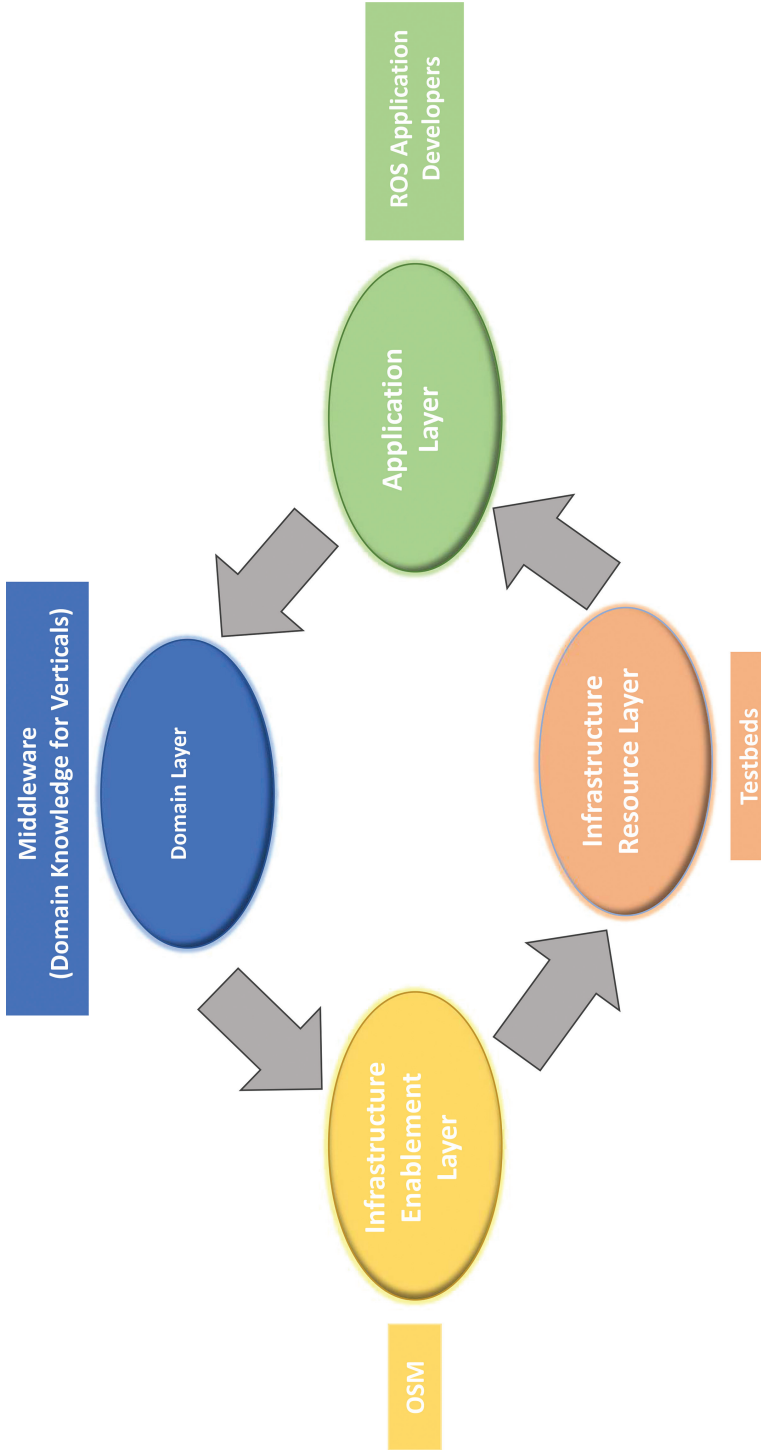 Middleware
(Domain Knowledge for Verticals)
Domain Layer
OSM
Infrastructure
Enablement
Layer
Application
Layer
ROS Application
Developers
Infrastructure
Resource Layer
Testbeds